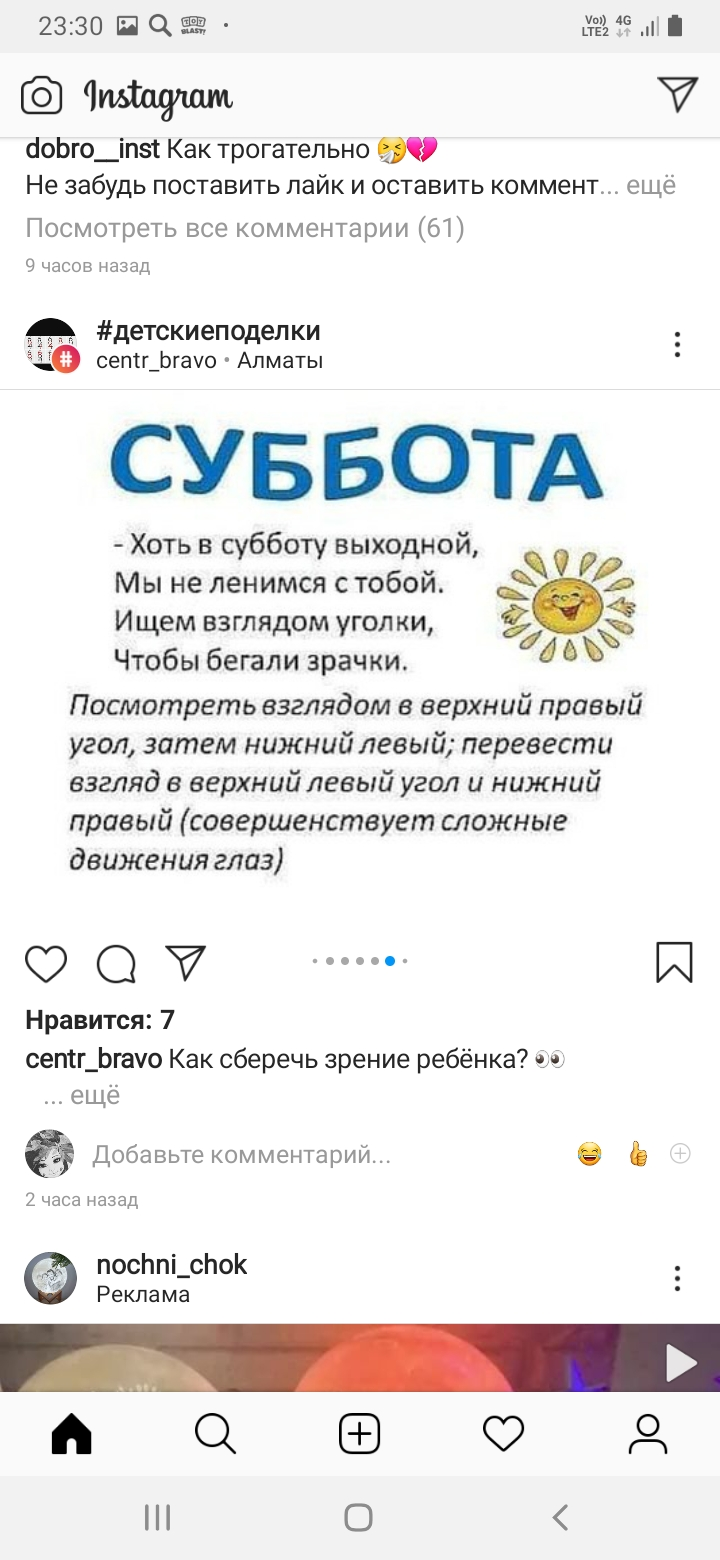 23:30
Vo)) 4G
LTE2
Instagram
dobro__inst Как трогательно 🤧💔
Не забудь поставить лайк и оставить коммент... ещё
Посмотреть все комментарии (61)
9 часов назад
#детскиеподелки
centr_bravo • Алматы
СУББОТА
- Хоть в субботу выходной,
Мы не ленимся с тобой.
Ищем взглядом уголки,
Чтобы бегали зрачки.
Посмотреть взглядом в верхний правый
угол, затем нижний левый; перевести
взгляд в верхний левый угол и нижний
правый (совершенствует сложные
движения глаз)
Нравится: 7
centr_bravo Как сберечь зрение ребёнка? 👀
... ещё
Добавьте комментарий...
2 часа назад
nochni_chok
Реклама